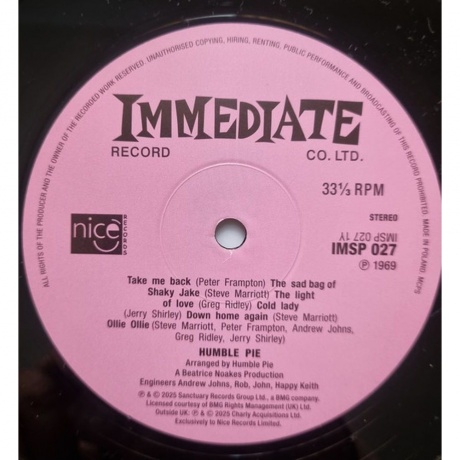 ALL RIGHTS OF THE PRODUCER AND THE OWNER OF THE RECORDED WORK RESERVED. UNAUTHORISED COPYING, HIRING, RENTING, PUBLIC PERFORMANCE AND BROADCASTING OF THIS RECORD PROHIBITED. MADE IN POLAND. MCPS
IMMEDIATE
RECORD CO. LTD.
33⅓ RPM
nice
records
STEREO
IMSP 027 1Y
IMSP 027
℗ 1969
Take me back (Peter Frampton) The sad bag of
Shaky Jake (Steve Marriott) The light
of love (Greg Ridley) Cold lady
(Jerry Shirley) Down home again (Steve Marriott)
Ollie Ollie (Steve Marriott, Peter Frampton, Andrew Johns,
Greg Ridley, Jerry Shirley)
HUMBLE PIE
Arranged by Humble Pie
A Beatrice Noakes Production
Engineers Andrew Johns, Rob, John, Happy Keith
℗ & © 2025 Sanctuary Records Group Ltd., a BMG company.
Licensed courtesy of BMG Rights Management (UK) Ltd.
Outside UK: ℗ & © 2025 Charly Acquisitions Ltd.
Exclusively to Nice Records Limited.